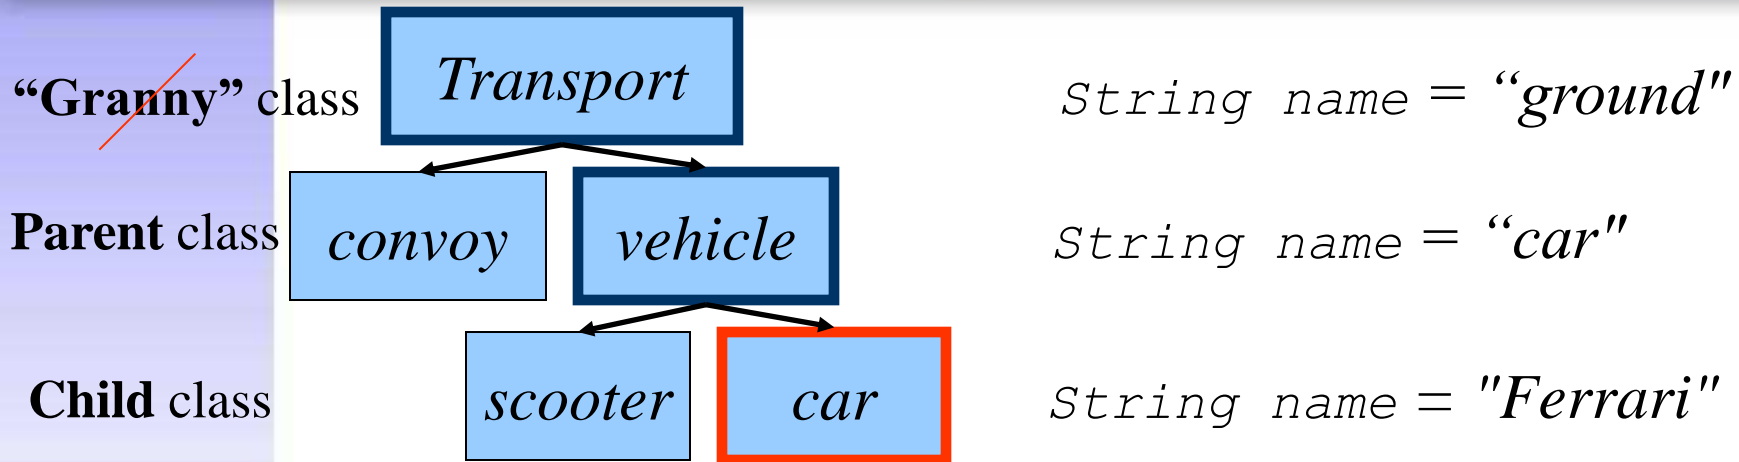 “Granny” class
Transport
String name = “ground"
Parent class
convoy
vehicle
String name = “car"
Child class
scooter
car
String name = "Ferrari"